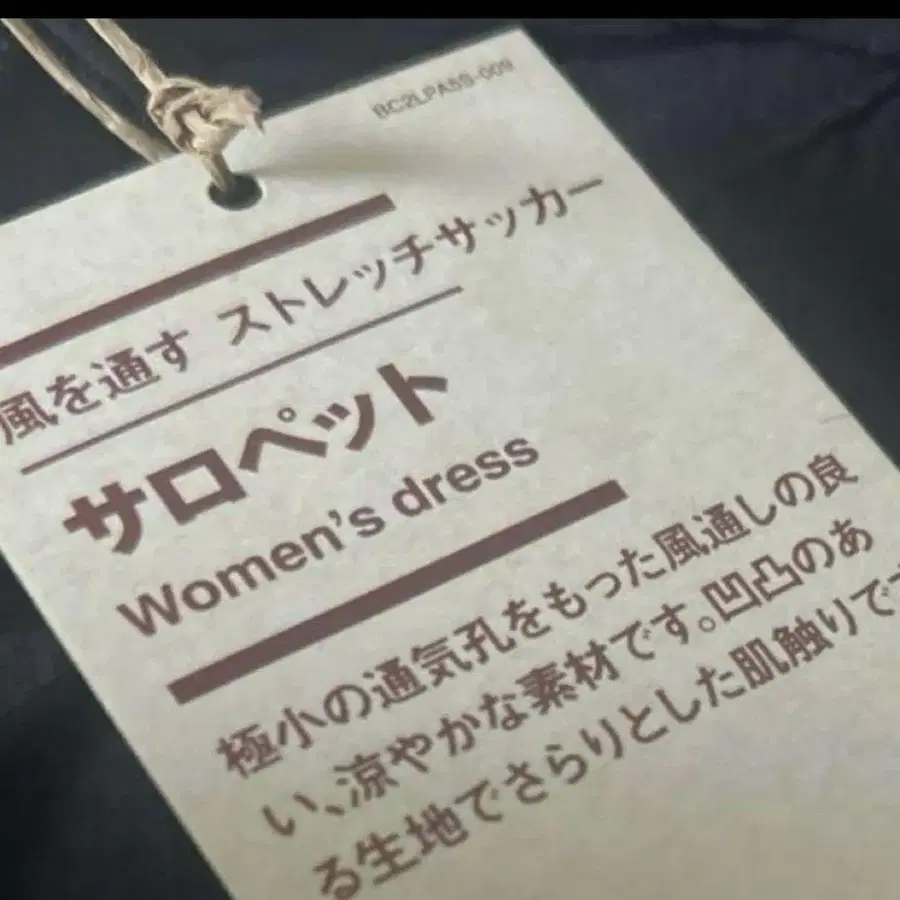 BC2LPA5S-009
風を通す ストレッチサッカー
サロペット
Women's dress
極小の通気孔をもった風通しの良
い、涼やかな素材です。凹凸のあ
る生地でさらりとした肌触りです